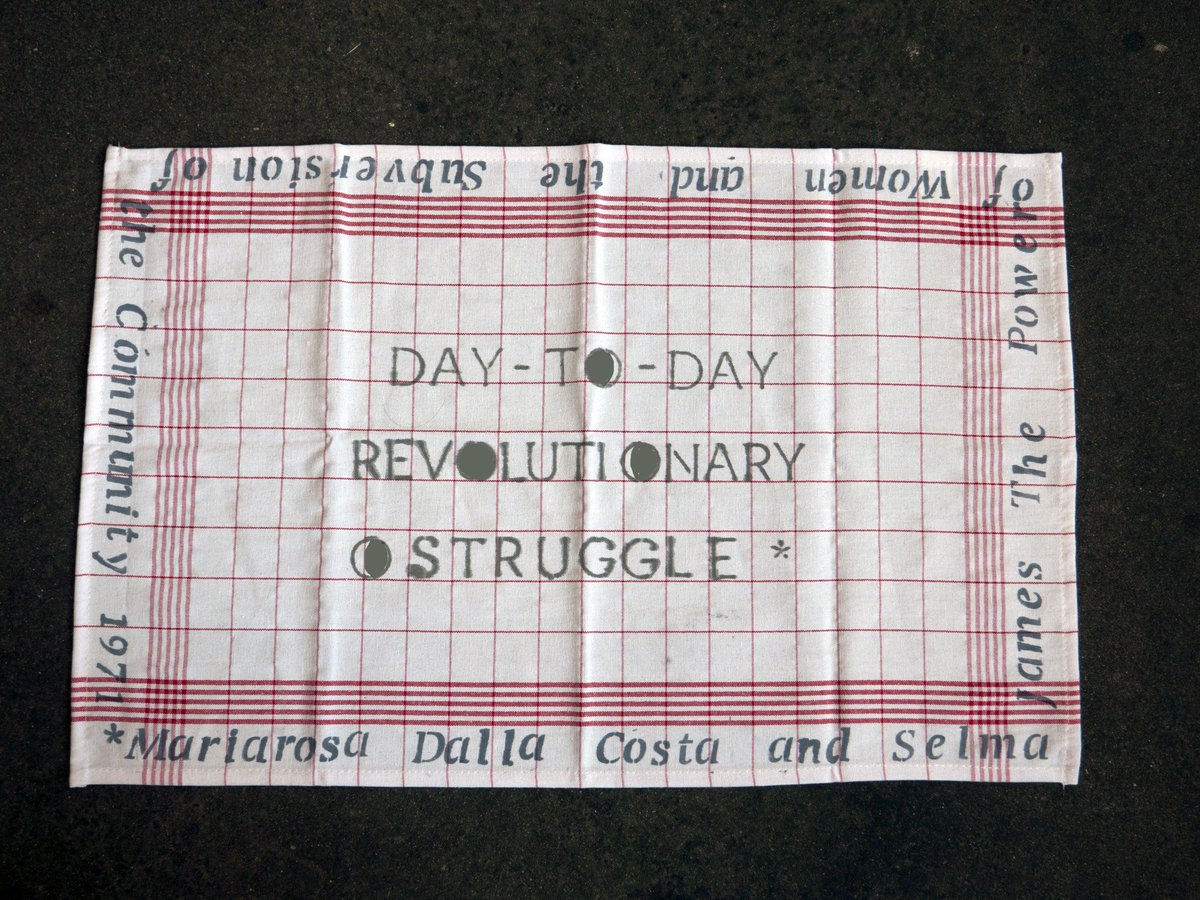 DAY-TO-DAY
REVOLUTIONARY
STRUGGLE *
*Mariarosa Dalla Costa and Selma
James The Power
of Women and the Subversion of
the Community 1971